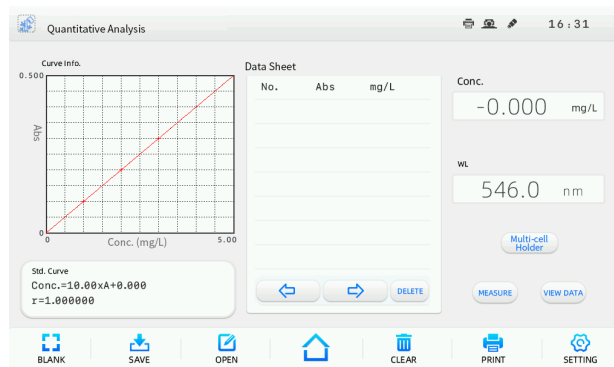 Quantitative Analysis
16:31
Curve Info.
0.500
Abs
0
0
Conc. (mg/L)
5.00
Std. Curve
Conc.=10.00xA+0.000
r=1.000000
Data Sheet
No. Abs mg/L
DELETE
Conc.
-0.000 mg/L
WL
546.0 nm
Multi-cell
Holder
MEASURE
VIEW DATA
BLANK
SAVE
OPEN
CLEAR
PRINT
SETTING